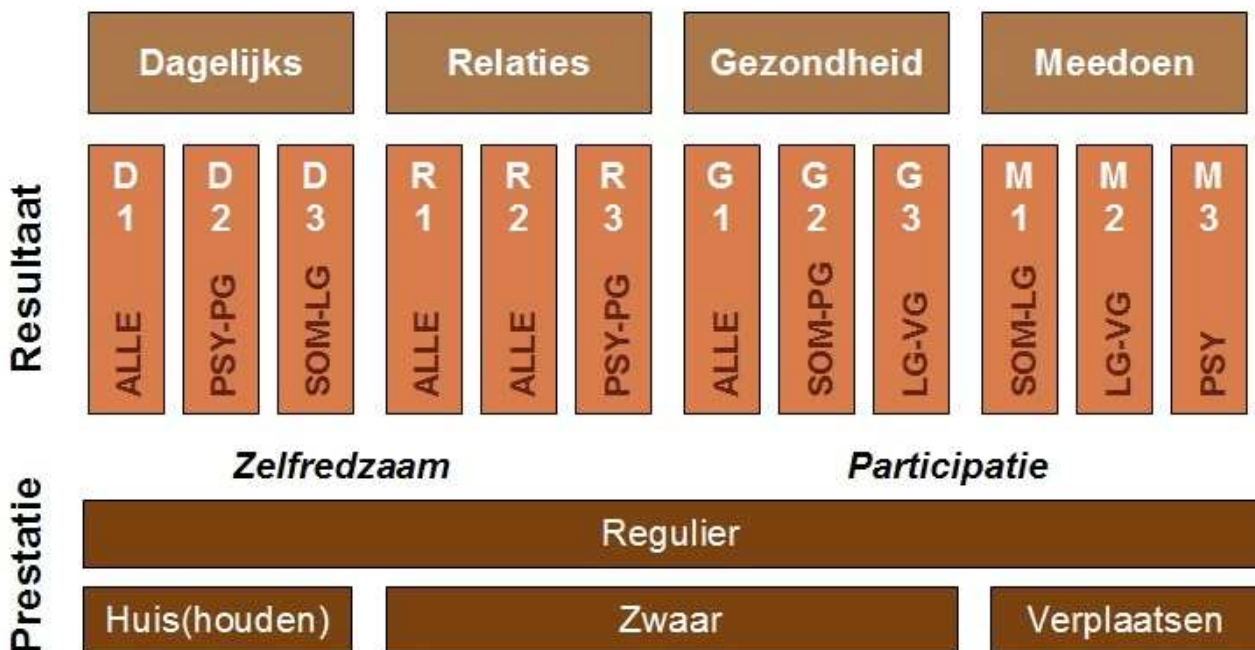 Dagelijks Relaties Gezondheid Meedoen
Resultaat
D 1 ALLE
D 2 PSY-PG
D 3 SOM-LG
R 1 ALLE
R 2 ALLE
R 3 PSY-PG
G 1 ALLE
G 2 SOM-PG
G 3 LG-VG
M 1 SOM-LG
M 2 LG-VG
M 3 PSY
Zelfredzaam Participatie
Prestatie
Regulier
Huis(houden) Zwaar Verplaatsen